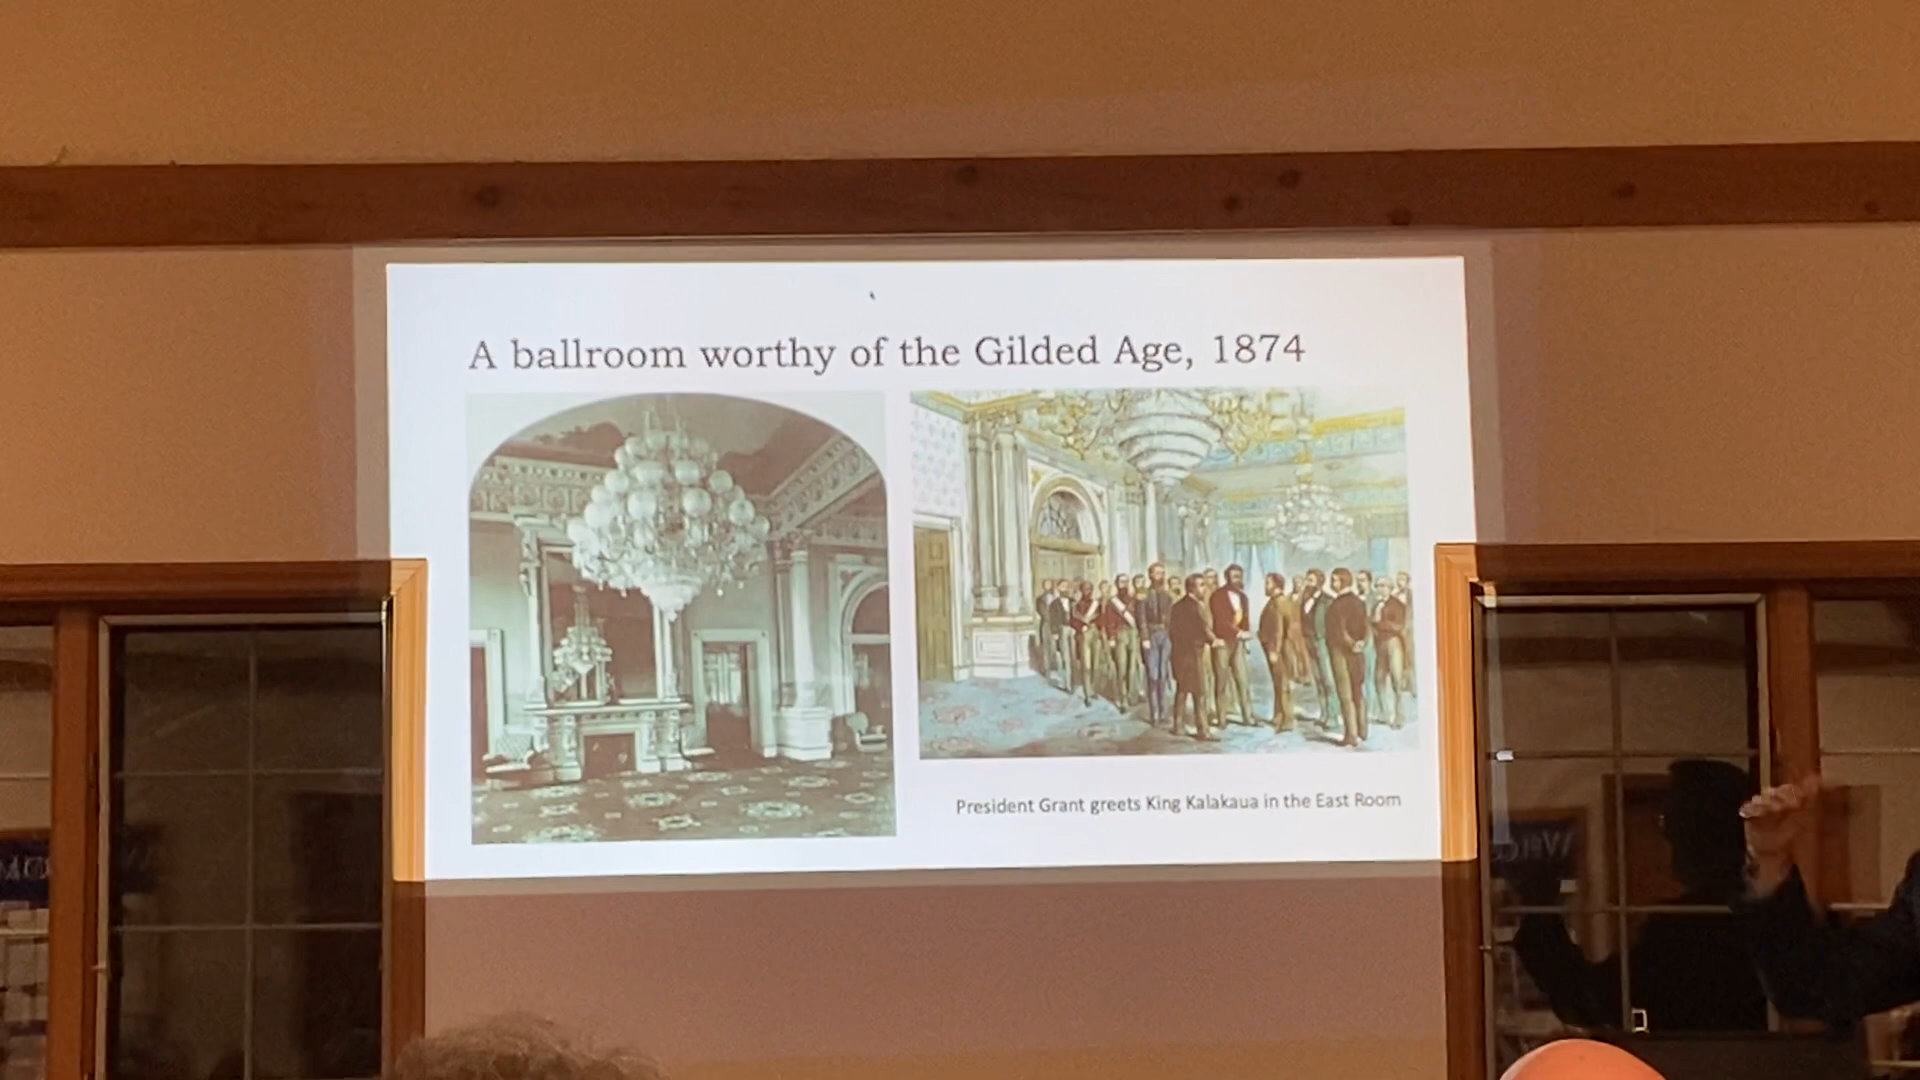 A ballroom worthy of the Gilded Age, 1874
President Grant greets King Kalakaua in the East Room